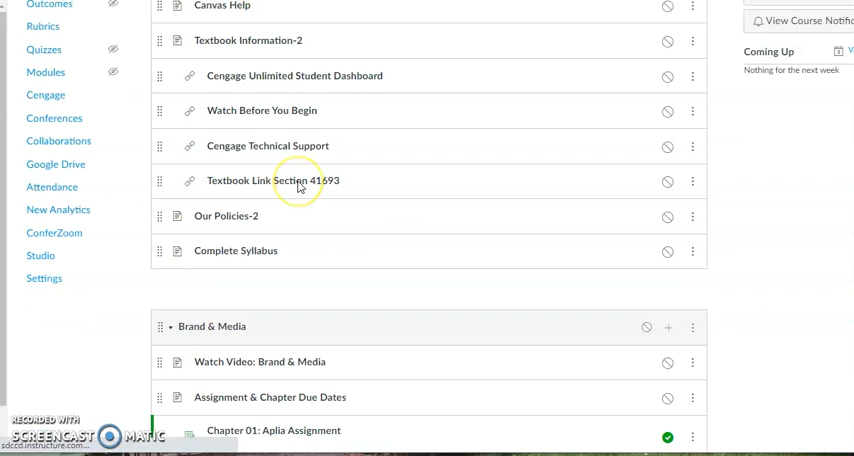 Outcomes
Rubrics
Quizzes
Modules
Cengage
Conferences
Collaborations
Google Drive
Attendance
New Analytics
ConferZoom
Studio
Settings
Canvas Help
Textbook Information-2
Cengage Unlimited Student Dashboard
Watch Before You Begin
Cengage Technical Support
Textbook Link Section 41693
Our Policies-2
Complete Syllabus
Brand & Media
Watch Video: Brand & Media
Assignment & Chapter Due Dates
Chapter 01: Aplia Assignment
View Course Notific
Coming Up
Nothing for the next week
RECORDED WITH
SCREENCAST MATIC
sdccd.instructure.com...